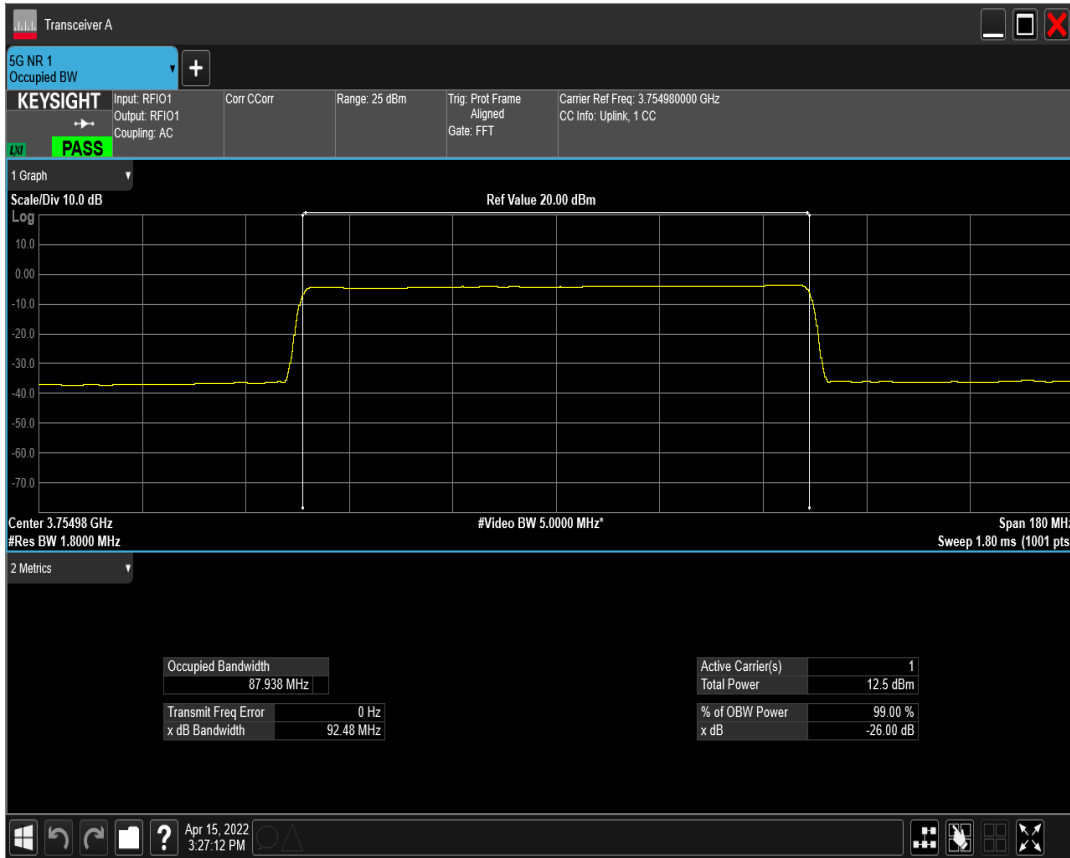 Transceiver A
5G NR 1
Occupied BW
+
KEYSIGHT
LXI
PASS
Input: RFIO1
Output: RFIO1
Coupling: AC
Corr CCorr
Range: 25 dBm
Trig: Prot Frame
Aligned
Gate: FFT
Carrier Ref Freq: 3.754980000 GHz
CC Info: Uplink, 1 CC
1 Graph
Scale/Div 10.0 dB
Ref Value 20.00 dBm
Log
10.0
0.00
-10.0
-20.0
-30.0
-40.0
-50.0
-60.0
-70.0
Center 3.75498 GHz
#Video BW 5.0000 MHz*
Span 180 MHz
#Res BW 1.8000 MHz
Sweep 1.80 ms (1001 pts
2 Metrics
Occupied Bandwidth
87.938 MHz
Transmit Freq Error 0 Hz
x dB Bandwidth 92.48 MHz
Active Carrier(s) 1
Total Power 12.5 dBm
% of OBW Power 99.00 %
x dB -26.00 dB
?
Apr 15, 2022
3:27:12 PM